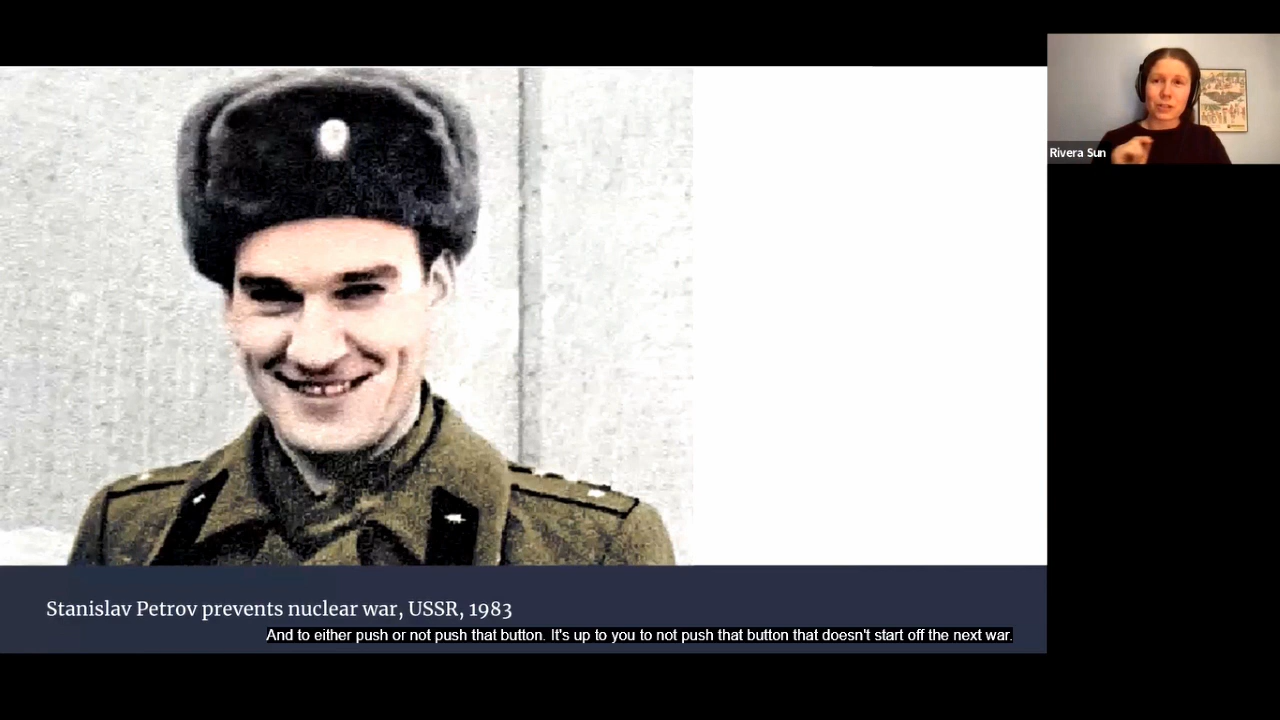 Rivera Sun
Stanislav Petrov prevents nuclear war, USSR, 1983
And to either push or not push that button. It's up to you to not push that button that doesn't start off the next war.